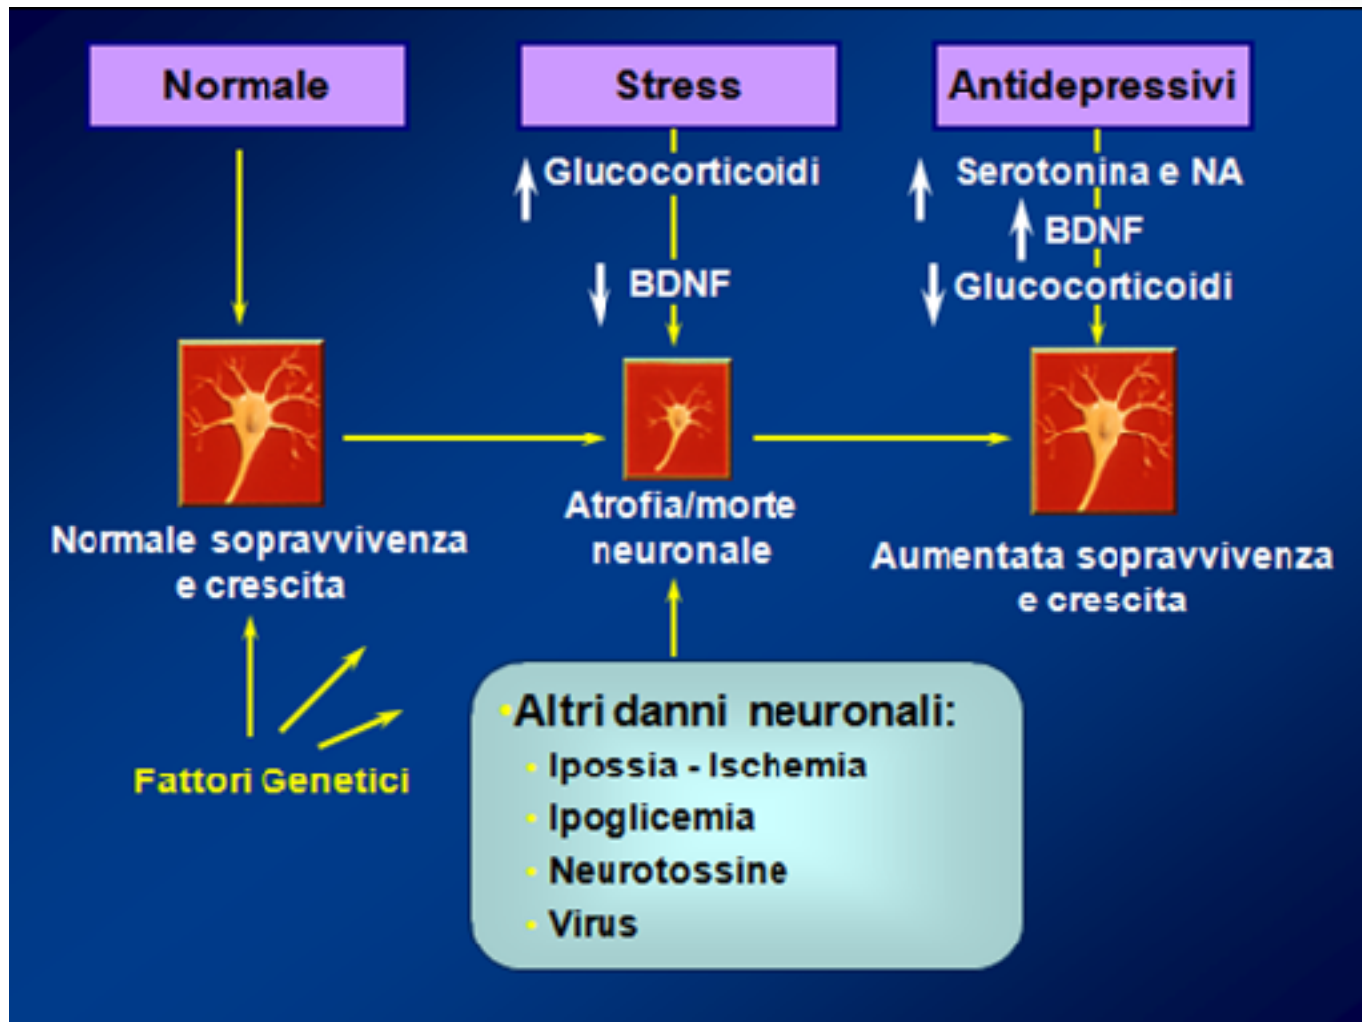 Normale
Stress
Antidepressivi
Glucocorticoidi
BDNF
Serotonina e NA
BDNF
Glucocorticoidi
Normale sopravvivenza
e crescita
Atrofia/morte
neuronale
Aumentata sopravvivenza
e crescita
Fattori Genetici
•Altri danni neuronali:
• Ipossia - Ischemia
• Ipoglicemia
• Neurotossine
• Virus